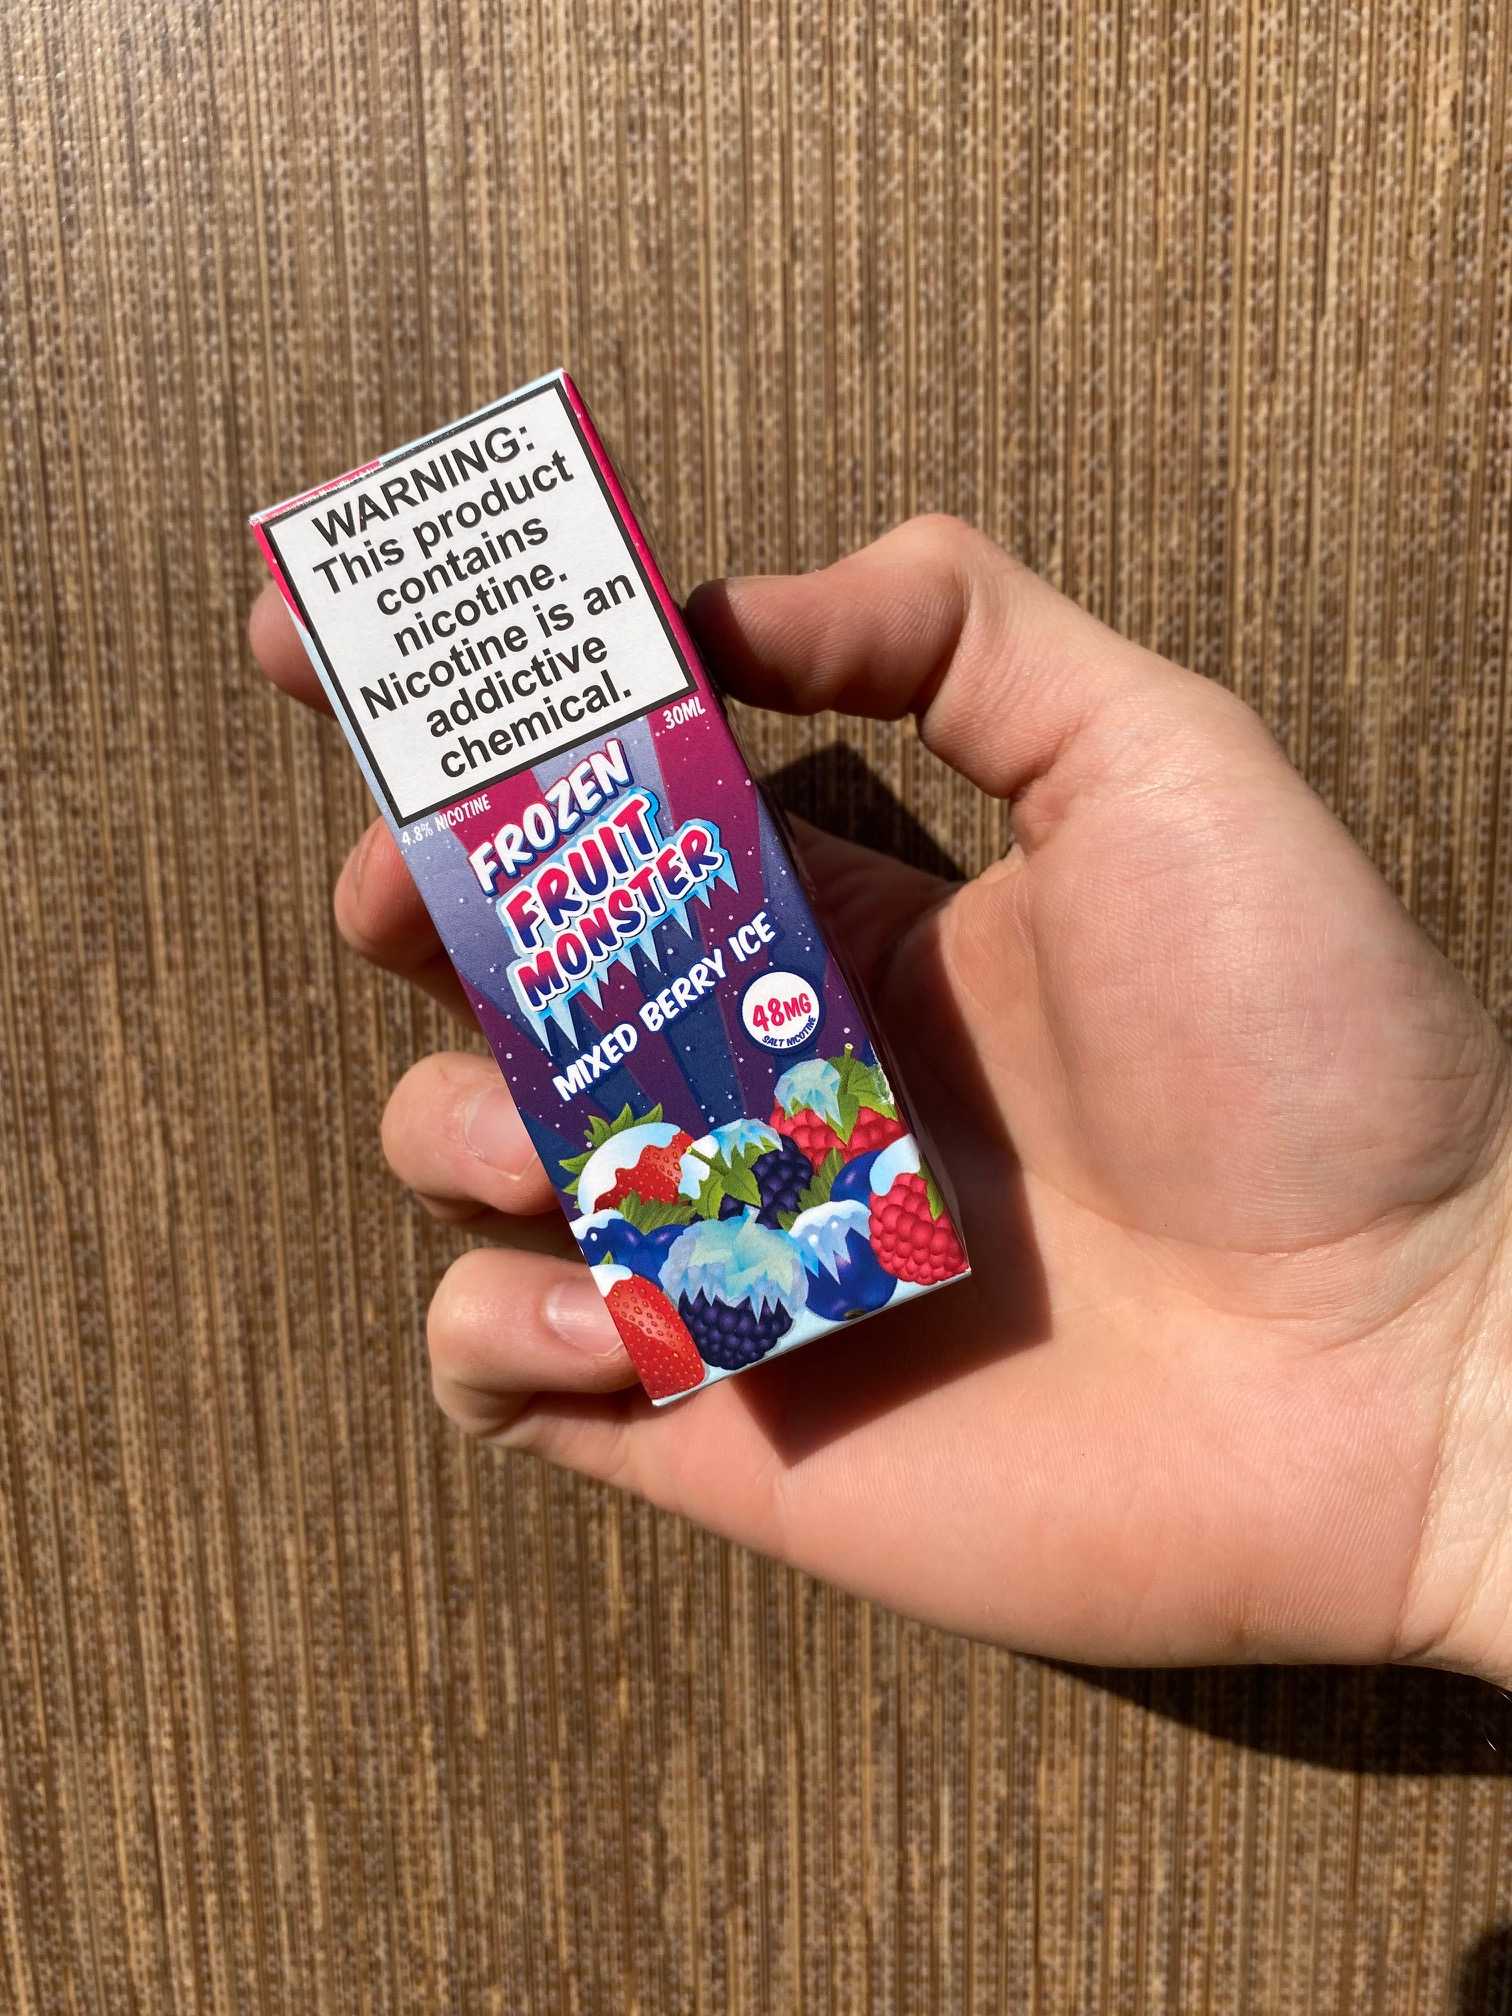 WARNING:
This product
contains
nicotine.
Nicotine is an
addictive
chemical.
4.8% NICOTINE
30ML
FROZEN
FRUIT
MONSTER
MIXED BERRY ICE
48MG
SALT NICOTINE